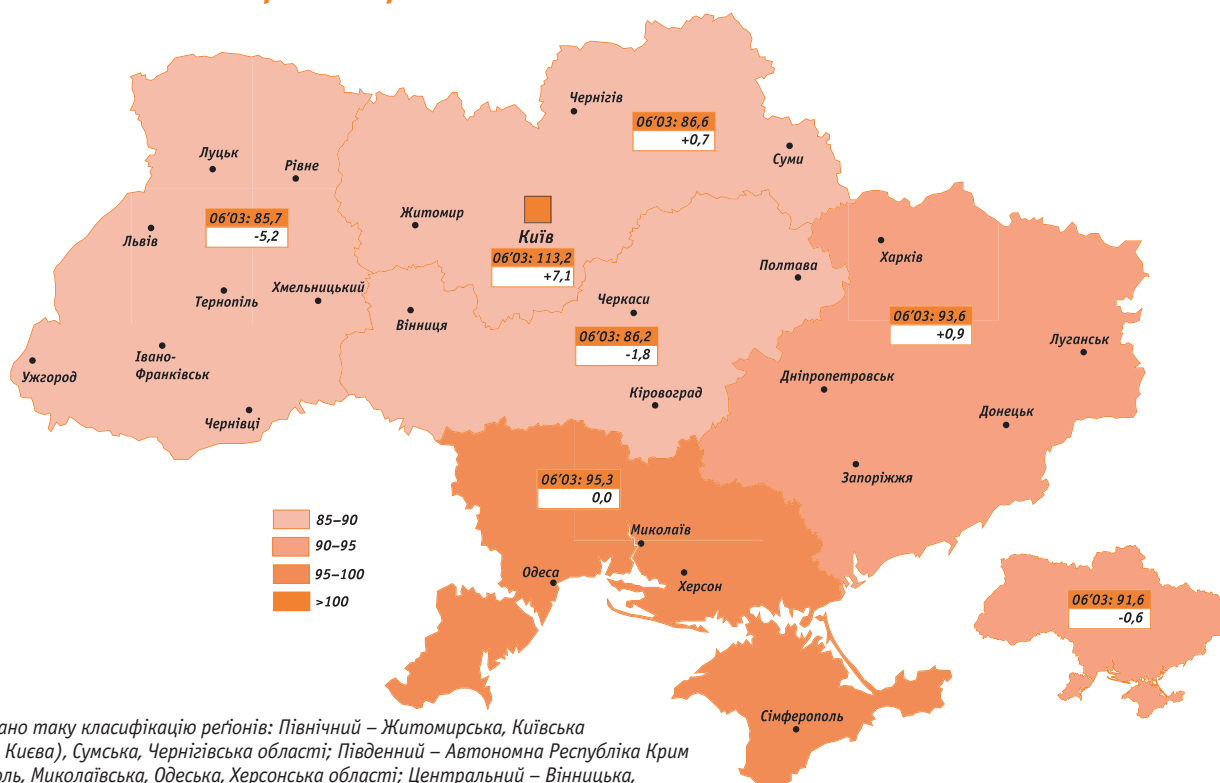 Чернігів
06'03: 86,6
+0,7
Суми
Луцьк
Рівне
06'03: 85,7
-5,2
Львів
Житомир
Київ
06'03: 113,2
+7,1
Харків
Полтава
Хмельницький
Тернопіль
Вінниця
Черкаси
06'03: 86,2
-1,8
06'03: 93,6
+0,9
Луганськ
Ужгород
Івано-
Франківськ
Чернівці
Кіровоград
Дніпропетровськ
Донецьк
Запоріжжя
06'03: 95,3
0,0
Миколаїв
Одеса
Херсон
Сімферополь
85–90
90–95
95–100
>100
06'03: 91,6
-0,6
ано таку класифікацію реґіонів: Північний – Житомирська, Київська
Києва), Сумська, Чернігівська області; Південний – Автономна Республіка Крим
оль, Миколаївська, Одеська, Херсонська області; Центральний – Вінницька,